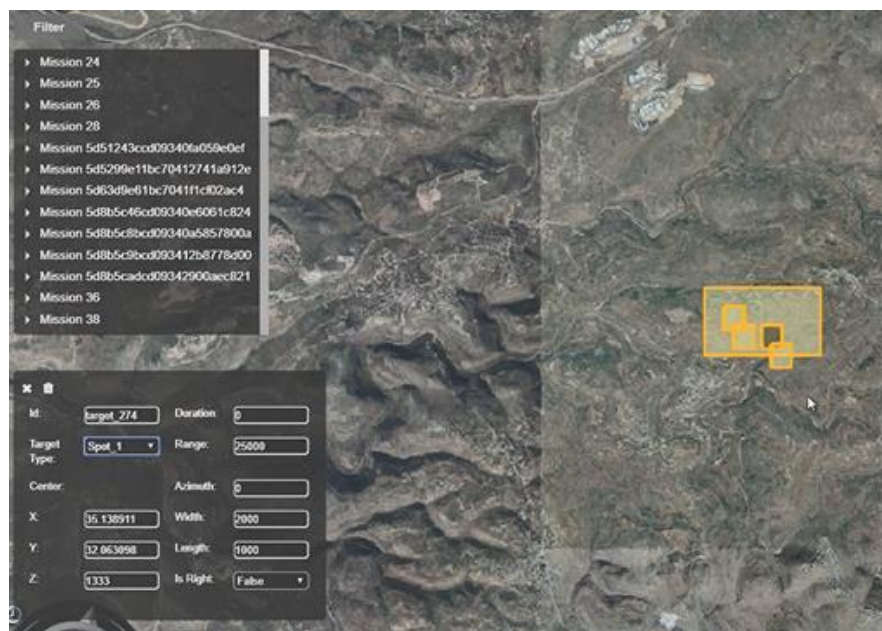 Filter
Mission 24
Mission 25
Mission 26
Mission 28
Mission 5d51243ccd09340fa059e0ef
Mission 5d5299e11bc70412741a912e
Mission 5d63d9e61bc7041f1cf02ac4
Mission 5d8b5c46cd09340e6061c824
Mission 5d8b5c8bcd09340a5857800a
Mission 5d8b5c9bcd093412b8778d00
Mission 5d8b5cadcd09342900aec821
Mission 36
Mission 38
Id: target_274 Duration: 0
Target Type: Spot_1 Range: 25000
Center: Azimuth: 0
X: 35.138911 Width: 2000
Y: 32.063098 Length: 1000
Z: 1333 Is Right: False